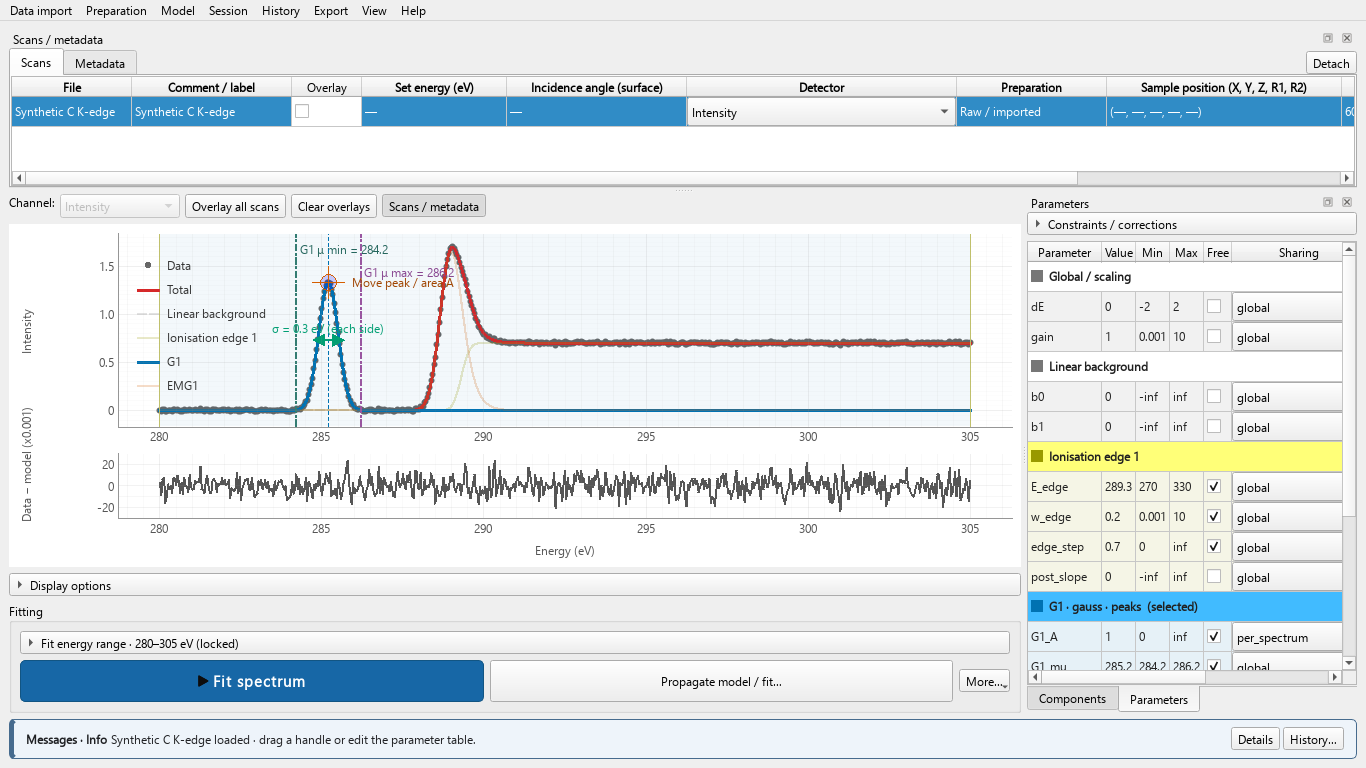 Data import Preparation Model Session History Export View Help
Scans / metadata
Scans Metadata Detach
File Comment / label Overlay Set energy (eV) Incidence angle (surface) Detector Preparation Sample position (X, Y, Z, R1, R2)
Synthetic C K-edge Synthetic C K-edge — — Intensity Raw / imported (—, —, —, —, —) 60
Channel: Intensity Overlay all scans Clear overlays Scans / metadata
G1 μ min = 284.2
G1 μ max = 286.2
Move peak / area A
σ = 0.3 eV (each side)
Data
Total
Linear background
Ionisation edge 1
G1
EMG1
Intensity
1.5
1.0
0.5
0
280 285 290 295 300 305
Data − model (x0.001)
20
0
-20
280 285 290 295 300 305
Energy (eV)
Display options
Fitting
Fit energy range · 280–305 eV (locked)
Fit spectrum Propagate model / fit... More...
Parameters
Constraints / corrections
Parameter Value Min Max Free Sharing
Global / scaling
dE 0 -2 2 global
gain 1 0.001 10 global
Linear background
b0 0 -inf inf global
b1 0 -inf inf global
Ionisation edge 1
E_edge 289.3 270 330 global
w_edge 0.2 0.001 10 global
edge_step 0.7 0 inf global
post_slope 0 -inf inf global
G1 · gauss · peaks (selected)
G1_A 1 0 inf per_spectrum
G1_mu 285.2 284.2 286.2 global
Components Parameters
Messages · Info Synthetic C K-edge loaded · drag a handle or edit the parameter table. Details History...